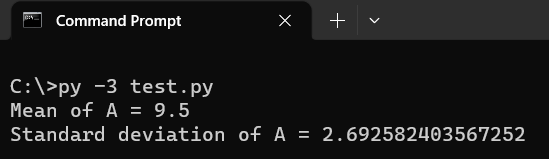 Command Prompt
C:\>py -3 test.py
Mean of A = 9.5
Standard deviation of A = 2.692582403567252